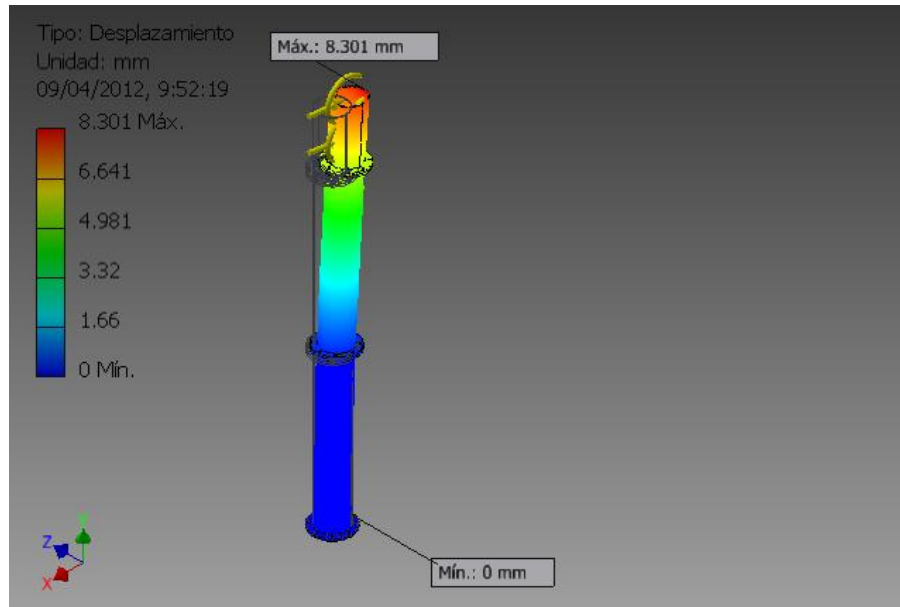 Tipo: Desplazamiento
Unidad: mm
09/04/2012, 9:52:19
8.301 Máx.
6.641
4.981
3.32
1.66
0 Mín.
Máx.: 8.301 mm
Mín.: 0 mm
Y
Z
X